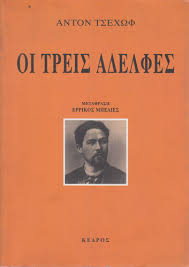 ΑΝΤΟΝ ΤΣΕΧΩΦ
ΟΙ ΤΡΕΙΣ ΑΔΕΛΦΕΣ
ΜΕΤΑΦΡΑΣΗ
ΕΡΡΙΚΟΣ ΜΠΕΛΙΕΣ
ΚΕΔΡΟΣ